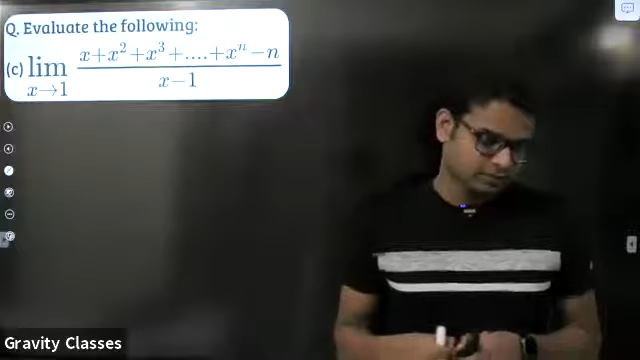 Q. Evaluate the following:
(c) lim x→1 (x+x²+x³+....+xⁿ−n)/(x−1)
Gravity Classes